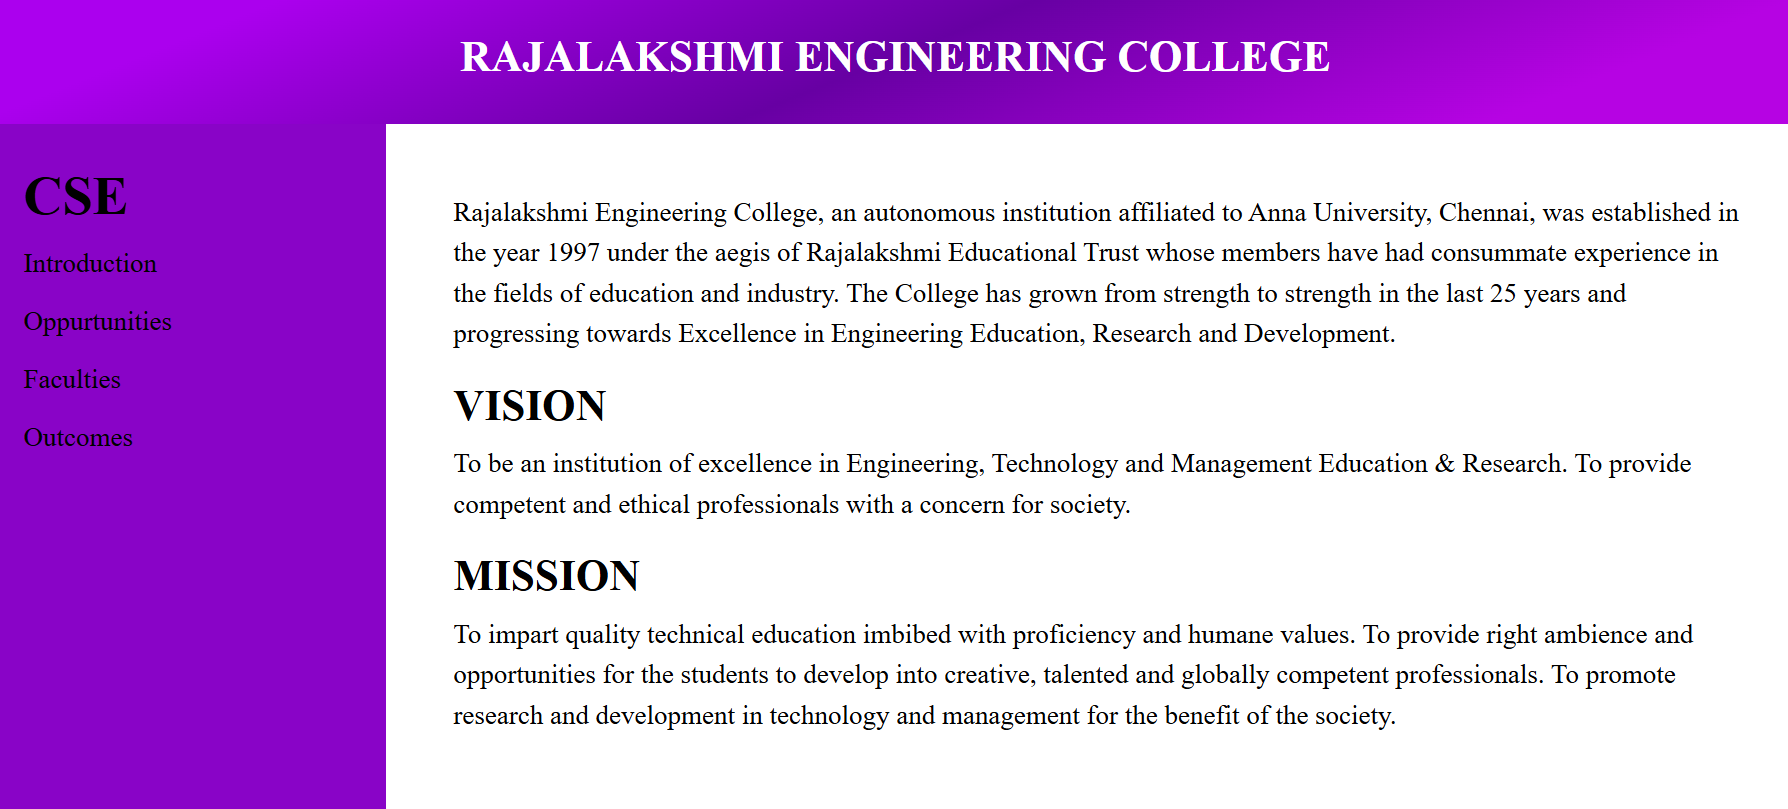 RAJALAKSHMI ENGINEERING COLLEGE
CSE
Introduction
Oppurtunities
Faculties
Outcomes
Rajalakshmi Engineering College, an autonomous institution affiliated to Anna University, Chennai, was established in
the year 1997 under the aegis of Rajalakshmi Educational Trust whose members have had consummate experience in
the fields of education and industry. The College has grown from strength to strength in the last 25 years and
progressing towards Excellence in Engineering Education, Research and Development.
VISION
To be an institution of excellence in Engineering, Technology and Management Education & Research. To provide
competent and ethical professionals with a concern for society.
MISSION
To impart quality technical education imbibed with proficiency and humane values. To provide right ambience and
opportunities for the students to develop into creative, talented and globally competent professionals. To promote
research and development in technology and management for the benefit of the society.